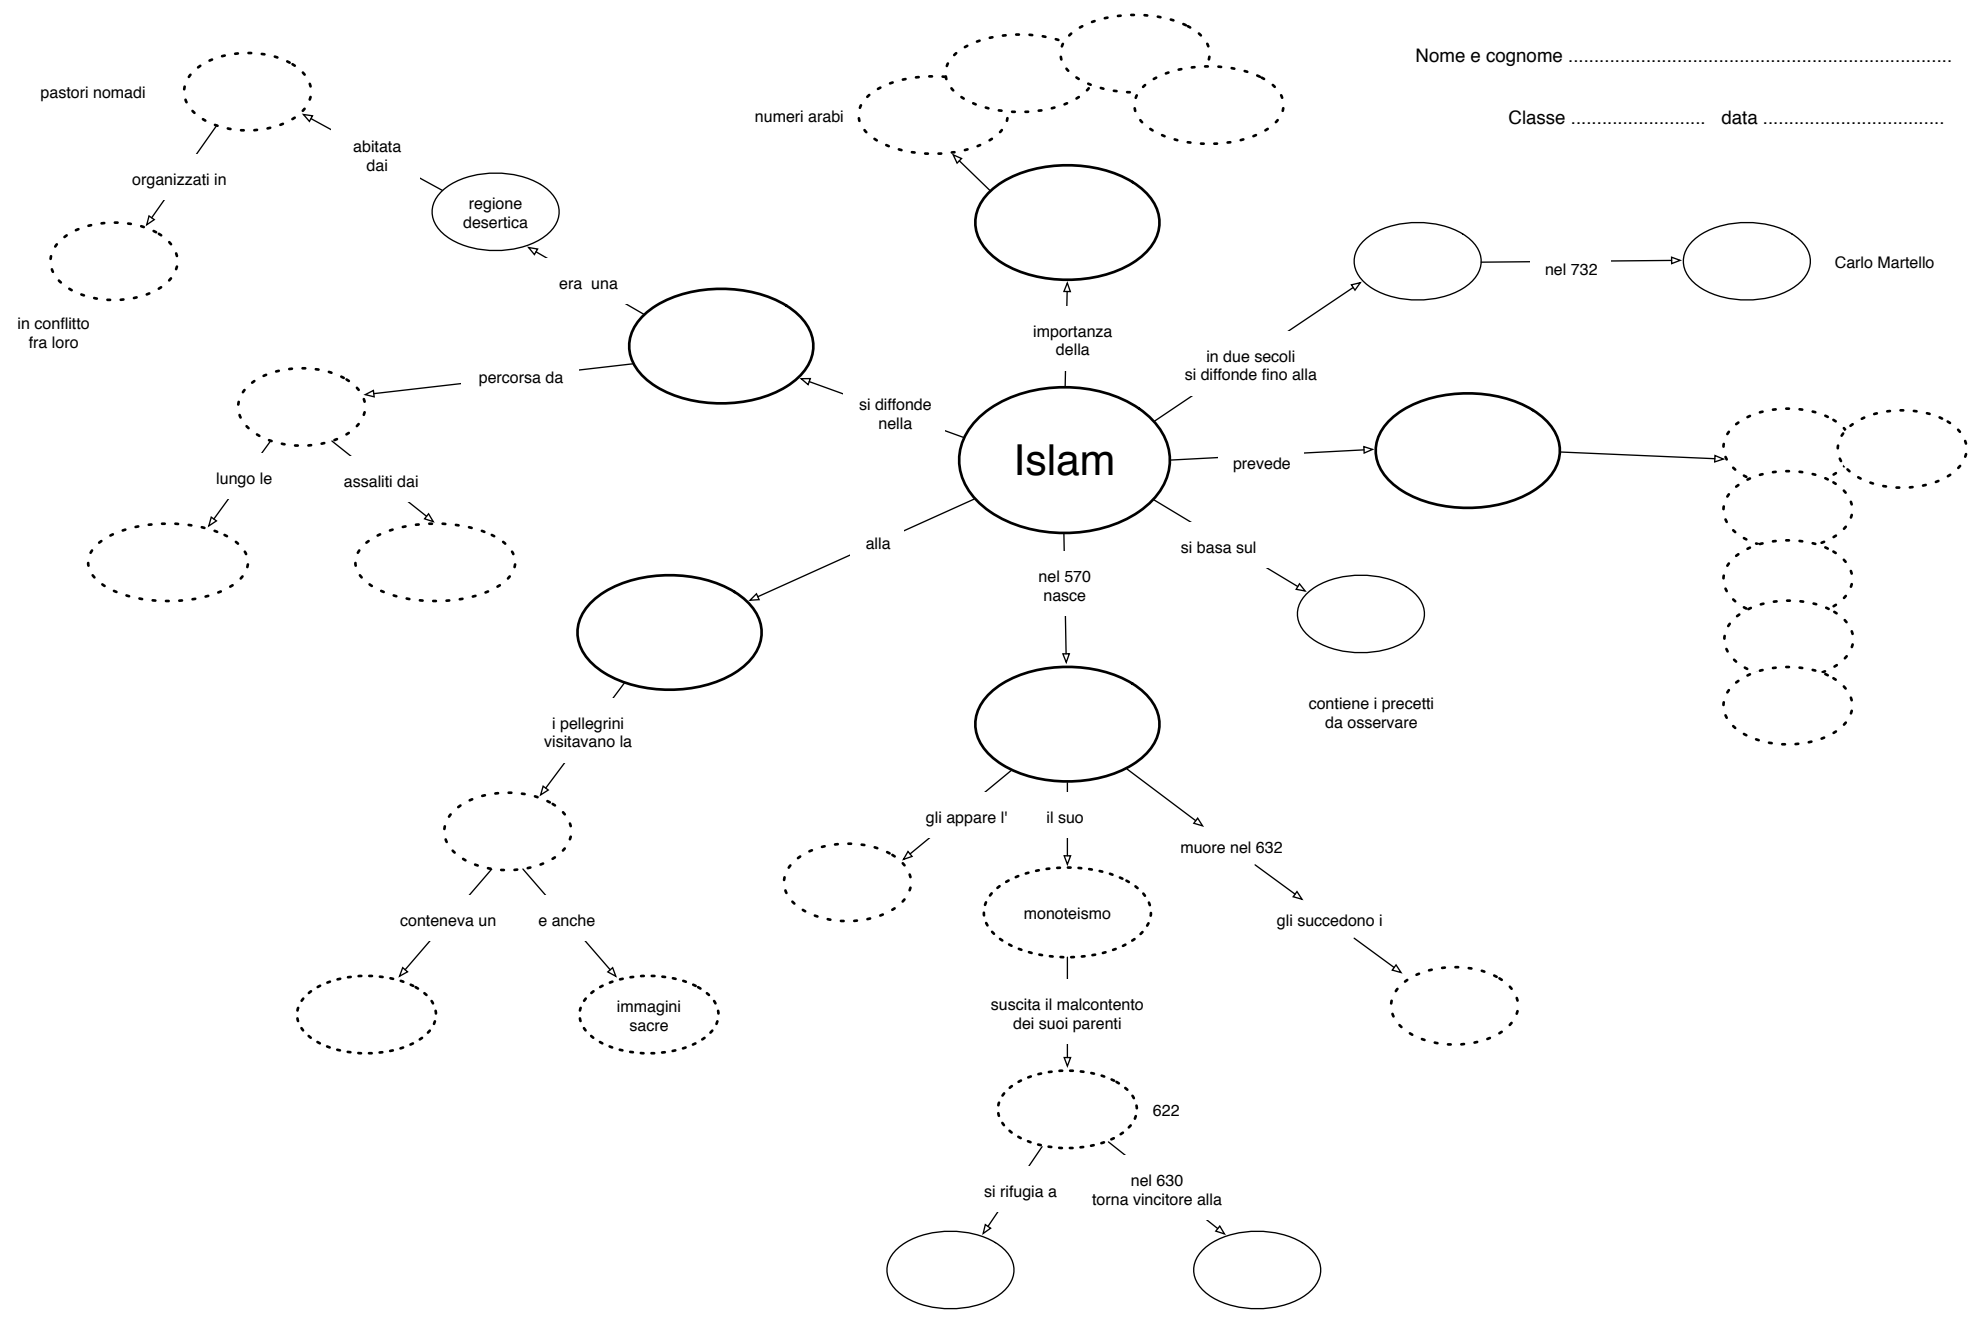 Nome e cognome ..........................................................................
Classe .......................... data ...................................
pastori nomadi
numeri arabi
abitata
dai
organizzati in
regione
desertica
Carlo Martello
nel 732
era una
in conflitto
fra loro
importanza
della
in due secoli
si diffonde fino alla
percorsa da
si diffonde
nella
Islam
prevede
lungo le
assaliti dai
alla
si basa sul
nel 570
nasce
contiene i precetti
da osservare
i pellegrini
visitavano la
gli appare l'
il suo
muore nel 632
conteneva un
e anche
monoteismo
gli succedono i
immagini
sacre
suscita il malcontento
dei suoi parenti
622
si rifugia a
nel 630
torna vincitore alla